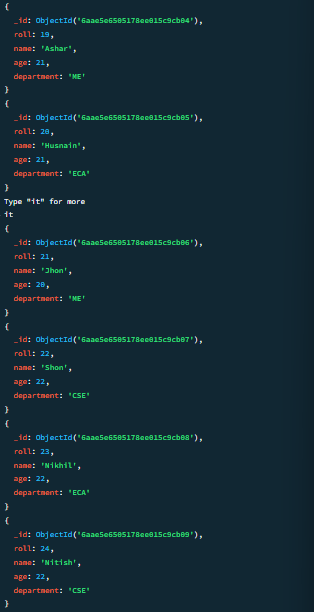 {
_id: ObjectId('6aae5e6505178ee015c9cb04'),
roll: 19,
name: 'Ashar',
age: 21,
department: 'ME'
}
{
_id: ObjectId('6aae5e6505178ee015c9cb05'),
roll: 20,
name: 'Husnain',
age: 21,
department: 'ECA'
}
Type "it" for more
it
{
_id: ObjectId('6aae5e6505178ee015c9cb06'),
roll: 21,
name: 'Jhon',
age: 20,
department: 'ME'
}
{
_id: ObjectId('6aae5e6505178ee015c9cb07'),
roll: 22,
name: 'Shon',
age: 22,
department: 'CSE'
}
{
_id: ObjectId('6aae5e6505178ee015c9cb08'),
roll: 23,
name: 'Nikhil',
age: 22,
department: 'ECA'
}
{
_id: ObjectId('6aae5e6505178ee015c9cb09'),
roll: 24,
name: 'Nitish',
age: 22,
department: 'CSE'
}